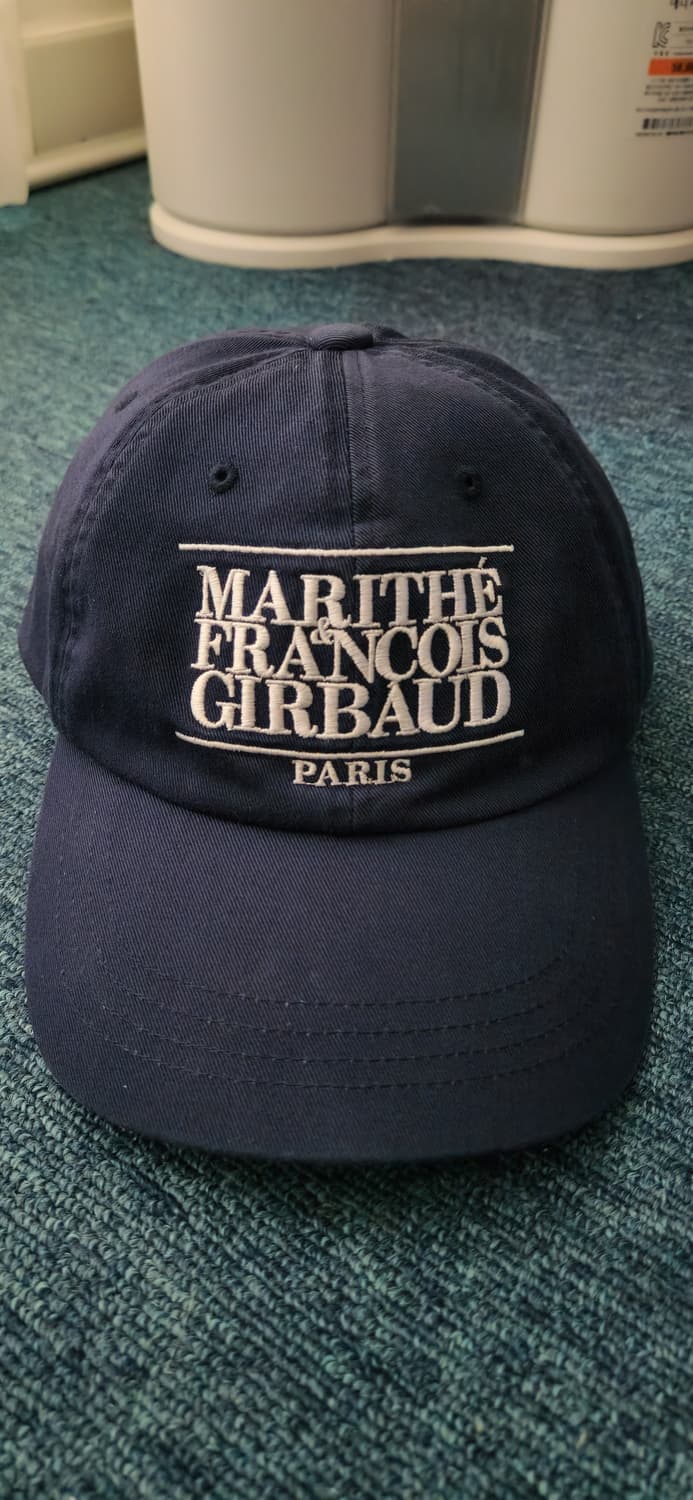 MARITHÉ
&
FRANCOIS
GIRBAUD
PARIS